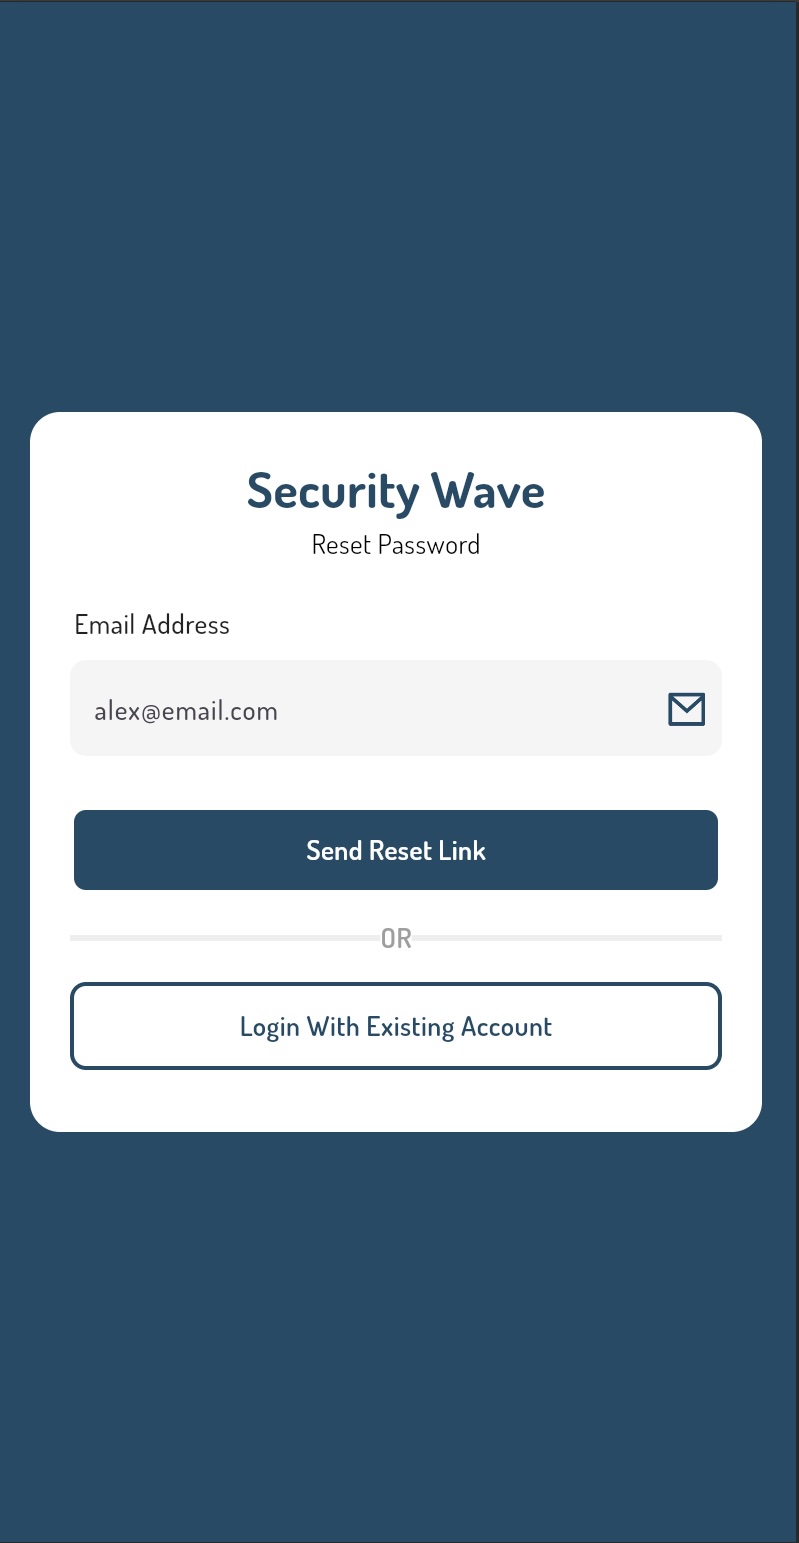 Security Wave
Reset Password
Email Address
alex@email.com
Send Reset Link
OR
Login With Existing Account